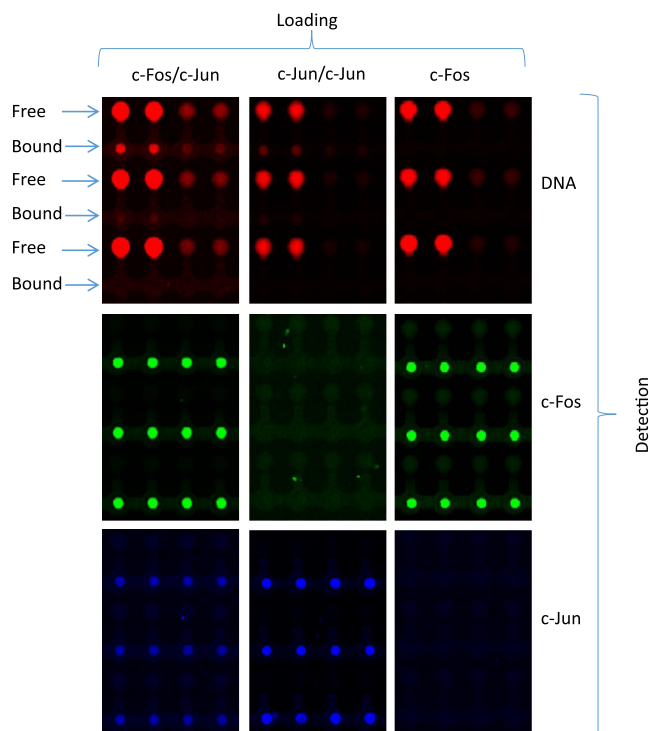 Loading
c-Fos/c-Jun
c-Jun/c-Jun
c-Fos
Free
Bound
Free
Bound
Free
Bound
DNA
c-Fos
c-Jun
Detection